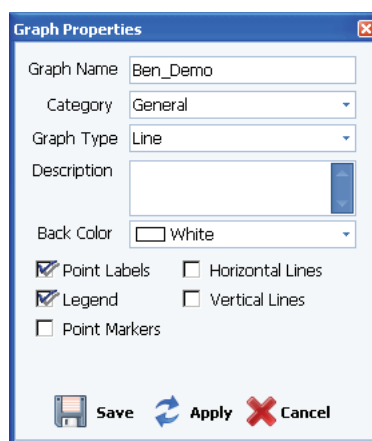 Graph Properties
Graph Name Ben_Demo
Category General
Graph Type Line
Description
Back Color White
Point Labels Horizontal Lines
Legend Vertical Lines
Point Markers
Save Apply Cancel